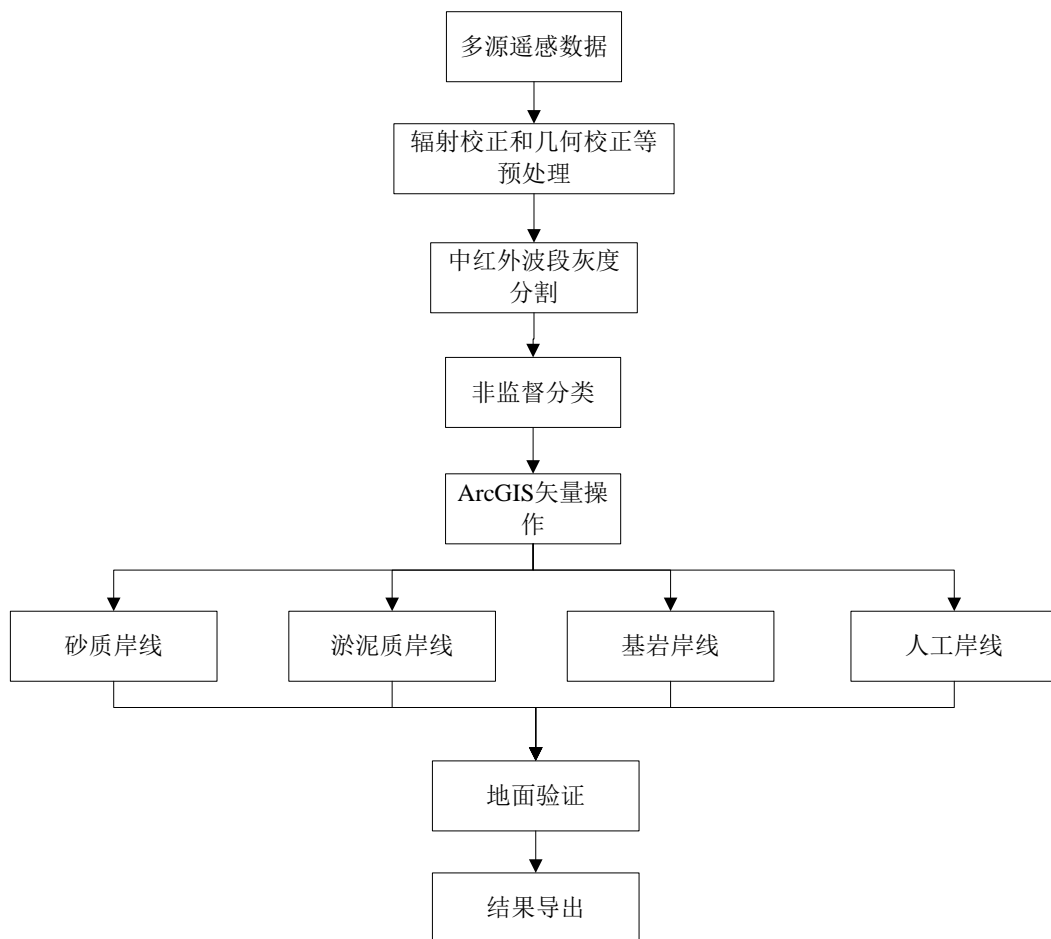 多源遥感数据
辐射校正和几何校正等
预处理
中红外波段灰度
分割
非监督分类
ArcGIS矢量操
作
砂质岸线
淤泥质岸线
基岩岸线
人工岸线
地面验证
结果导出